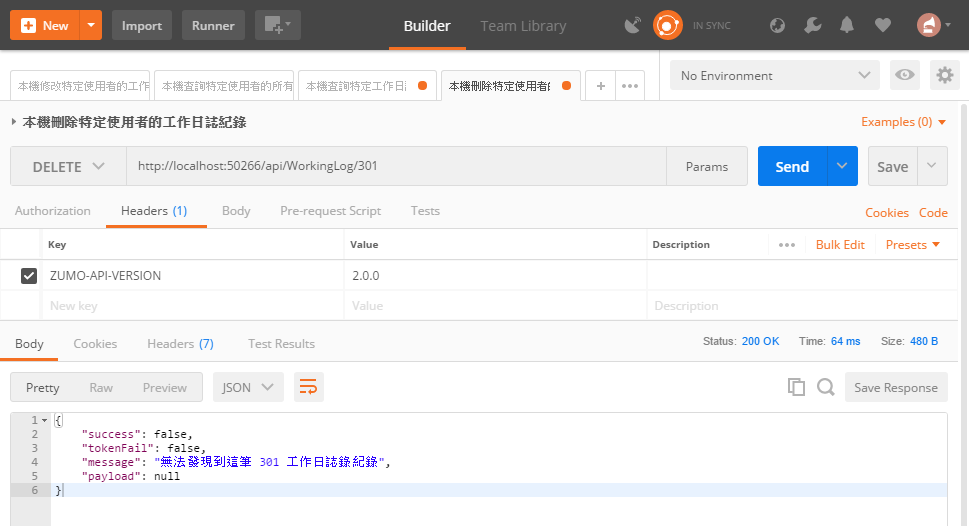 New Import Runner Builder Team Library IN SYNC
本機修改特定使用者的工作 本機查詢特定使用者的所有 本機查詢特定工作日誌 本機刪除特定使用者的 + ••• No Environment
本機刪除特定使用者的工作日誌紀錄 Examples (0)
DELETE http://localhost:50266/api/WorkingLog/301 Params Send Save
Authorization Headers (1) Body Pre-request Script Tests Cookies Code
Key Value Description ••• Bulk Edit Presets
ZUMO-API-VERSION 2.0.0
New key Value Description
Body Cookies Headers (7) Test Results Status: 200 OK Time: 64 ms Size: 480 B
Pretty Raw Preview JSON Save Response
1 {
2 "success": false,
3 "tokenFail": false,
4 "message": "無法發現到這筆 301 工作日誌錄紀錄",
5 "payload": null
6 }